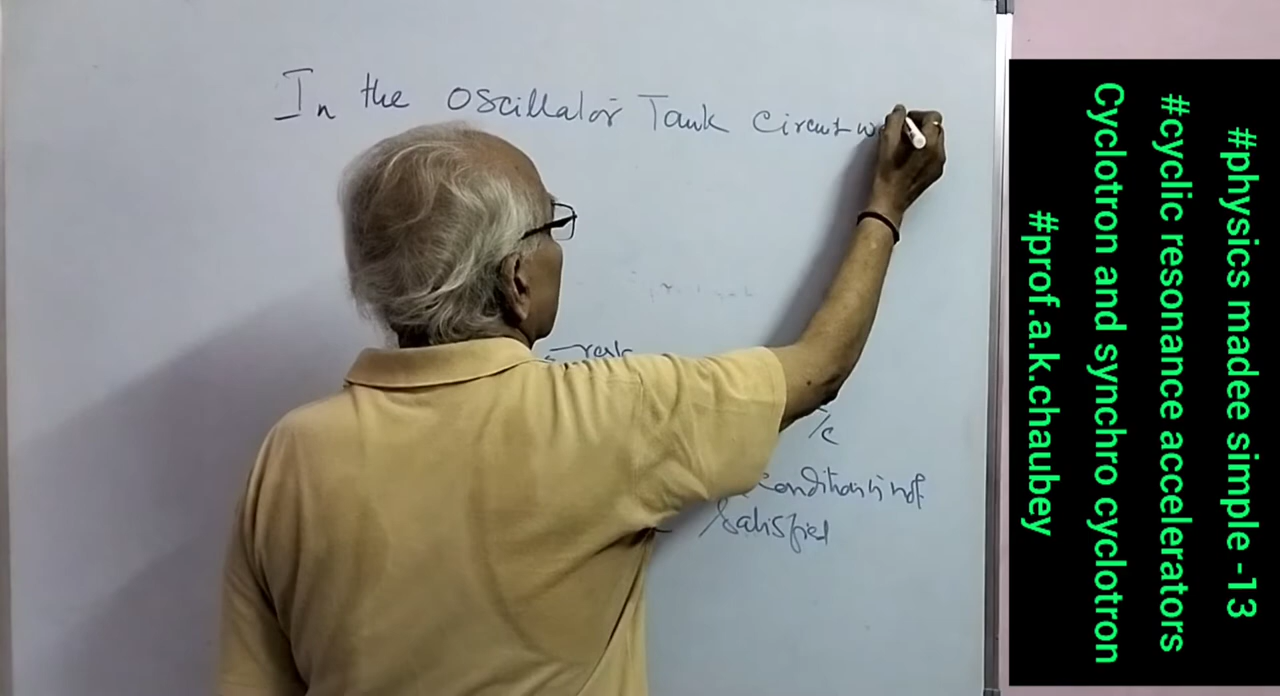 In the Oscillator Tank Circuit w
rest
/c
condition is not
satisfied
#physics madee simple -13
#cyclic resonance accelerators
Cyclotron and synchro cyclotron
#prof.a.k.chaubey